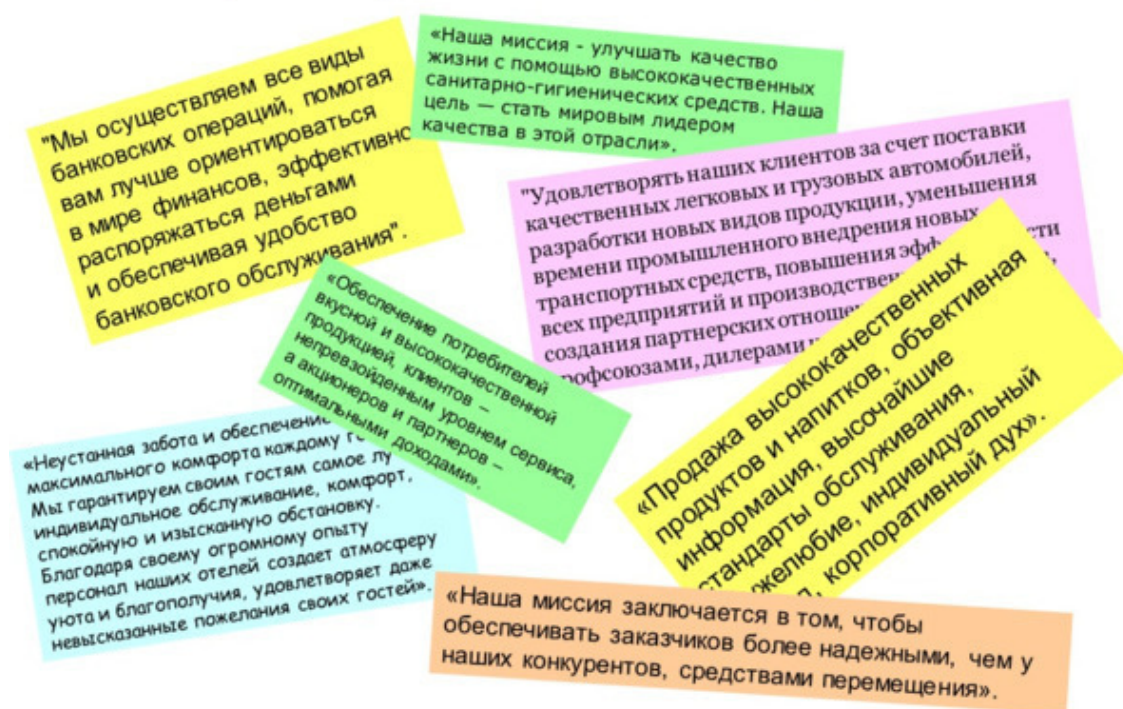 "Мы осуществляем все виды
банковских операций, помогая
вам лучше ориентироваться
в мире финансов, эффективно
распоряжаться деньгами
и обеспечивая удобство
банковского обслуживания".
«Наша миссия - улучшать качество
жизни с помощью высококачественных
санитарно-гигиенических средств. Наша
цель — стать мировым лидером
качества в этой отрасли».
"Удовлетворять наших клиентов за счет поставки
качественных легковых и грузовых автомобилей,
разработки новых видов продукции, уменьшения
времени промышленного внедрения новых
транспортных средств, повышения
всех предприятий и
создания партнерских
дилерами
«Обеспечение потребителей
вкусной и высококачественной
продукцией, клиентов –
непревзойденным уровнем сервиса,
а акционеров и партнеров –
оптимальными доходами».
«Продажа высококачественных
продуктов и напитков, объективная
информация, высочайшие
стандарты обслуживания,
индивидуальный
корпоративный дух».
«Неустанная забота и обеспечение
максимального комфорта каждому
Мы гарантируем своим гостям самое
индивидуальное обслуживание, комфорт,
спокойную и изысканную обстановку.
Благодаря своему огромному опыту
персонал наших отелей создает атмосферу
уюта и благополучия, удовлетворяет даже
невысказанные пожелания своих гостей».
«Наша миссия заключается в том, чтобы
обеспечивать заказчиков более надежными, чем у
наших конкурентов, средствами перемещения».